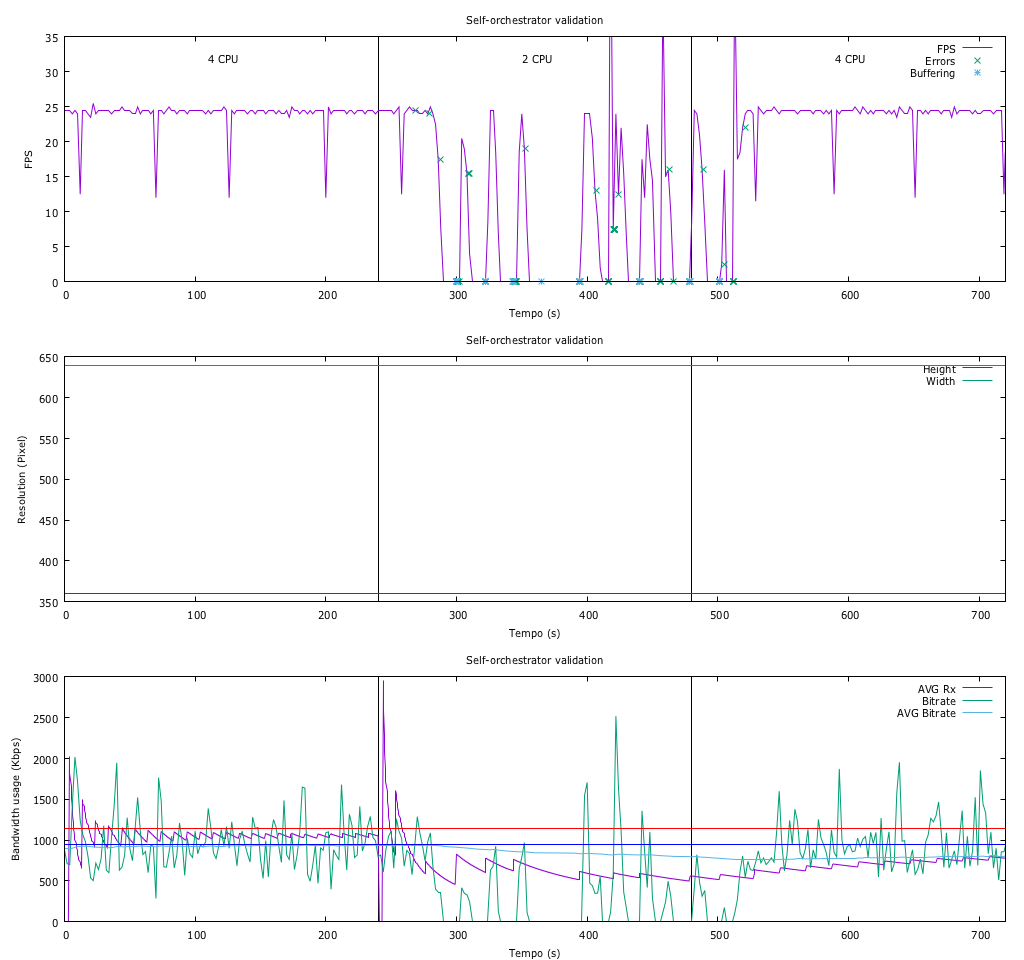 Self-orchestrator validation
35
4 CPU
2 CPU
4 CPU
FPS
Errors
Buffering
30
25
20
15
10
5
0
FPS
0
100
200
300
400
500
600
700
Tempo (s)
Self-orchestrator validation
650
Height
Width
600
550
500
450
400
350
Resolution (Pixel)
0
100
200
300
400
500
600
700
Tempo (s)
Self-orchestrator validation
3000
AVG Rx
Bitrate
AVG Bitrate
2500
2000
1500
1000
500
0
Bandwidth usage (Kbps)
0
100
200
300
400
500
600
700
Tempo (s)